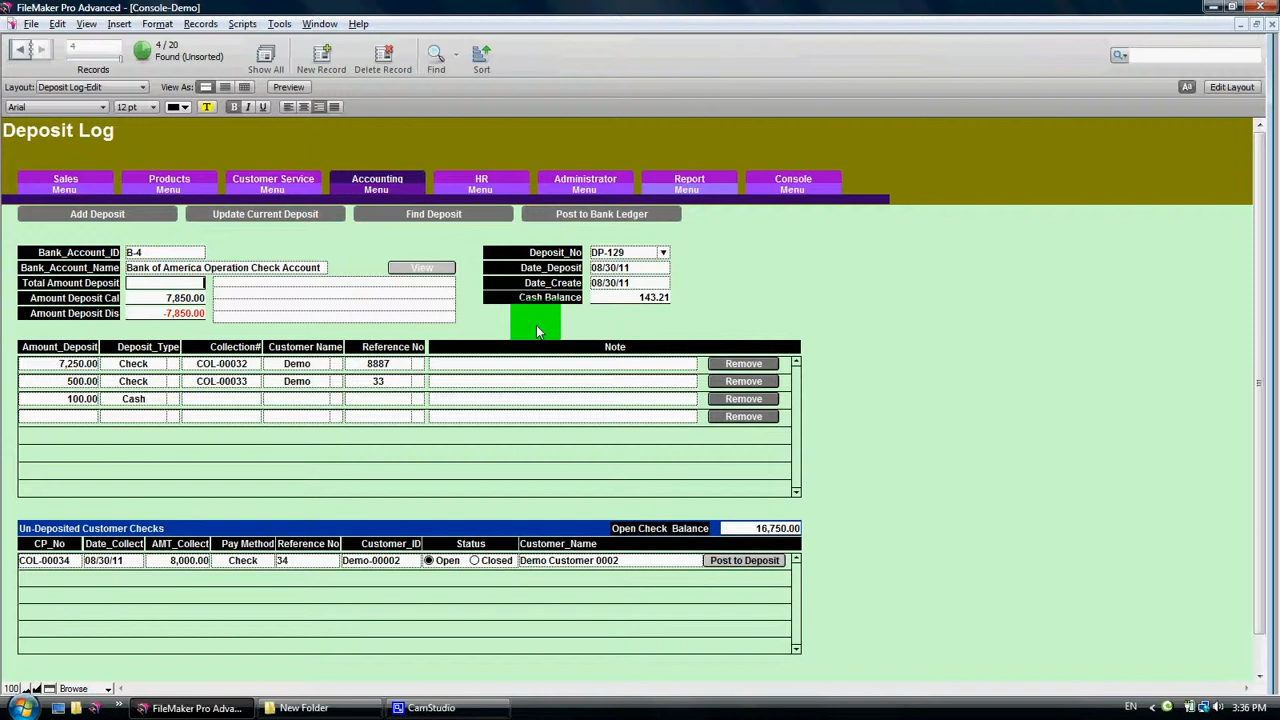 FileMaker Pro Advanced - [Console-Demo]
File Edit View Insert Format Records Scripts Tools Window Help
4
4 / 20
Found (Unsorted)
Records Show All New Record Delete Record Find Sort
Layout: Deposit Log-Edit View As: Preview Aa Edit Layout
Arial 12 pt T B I U
Deposit Log
Sales Menu
Products Menu
Customer Service Menu
Accounting Menu
HR Menu
Administrator Menu
Report Menu
Console Menu
Add Deposit Update Current Deposit Find Deposit Post to Bank Ledger
Bank_Account_ID B-4 Deposit_No DP-129
Bank_Account_Name Bank of America Operation Check Account View Date_Deposit 08/30/11
Total Amount Deposit Date_Create 08/30/11
Amount Deposit Cal 7,850.00 Cash Balance 143.21
Amount Deposit Dis -7,850.00
Amount_Deposit Deposit_Type Collection# Customer Name Reference No Note
7,250.00 Check COL-00032 Demo 8887 Remove
500.00 Check COL-00033 Demo 33 Remove
100.00 Cash Remove
Remove
Un-Deposited Customer Checks Open Check Balance 16,750.00
CP_No Date_Collect AMT_Collect Pay Method Reference No Customer_ID Status Customer_Name
COL-00034 08/30/11 8,000.00 Check 34 Demo-00002 Open Closed Demo Customer 0002 Post to Deposit
100 Browse
FileMaker Pro Advan... New Folder CamStudio EN 3:36 PM